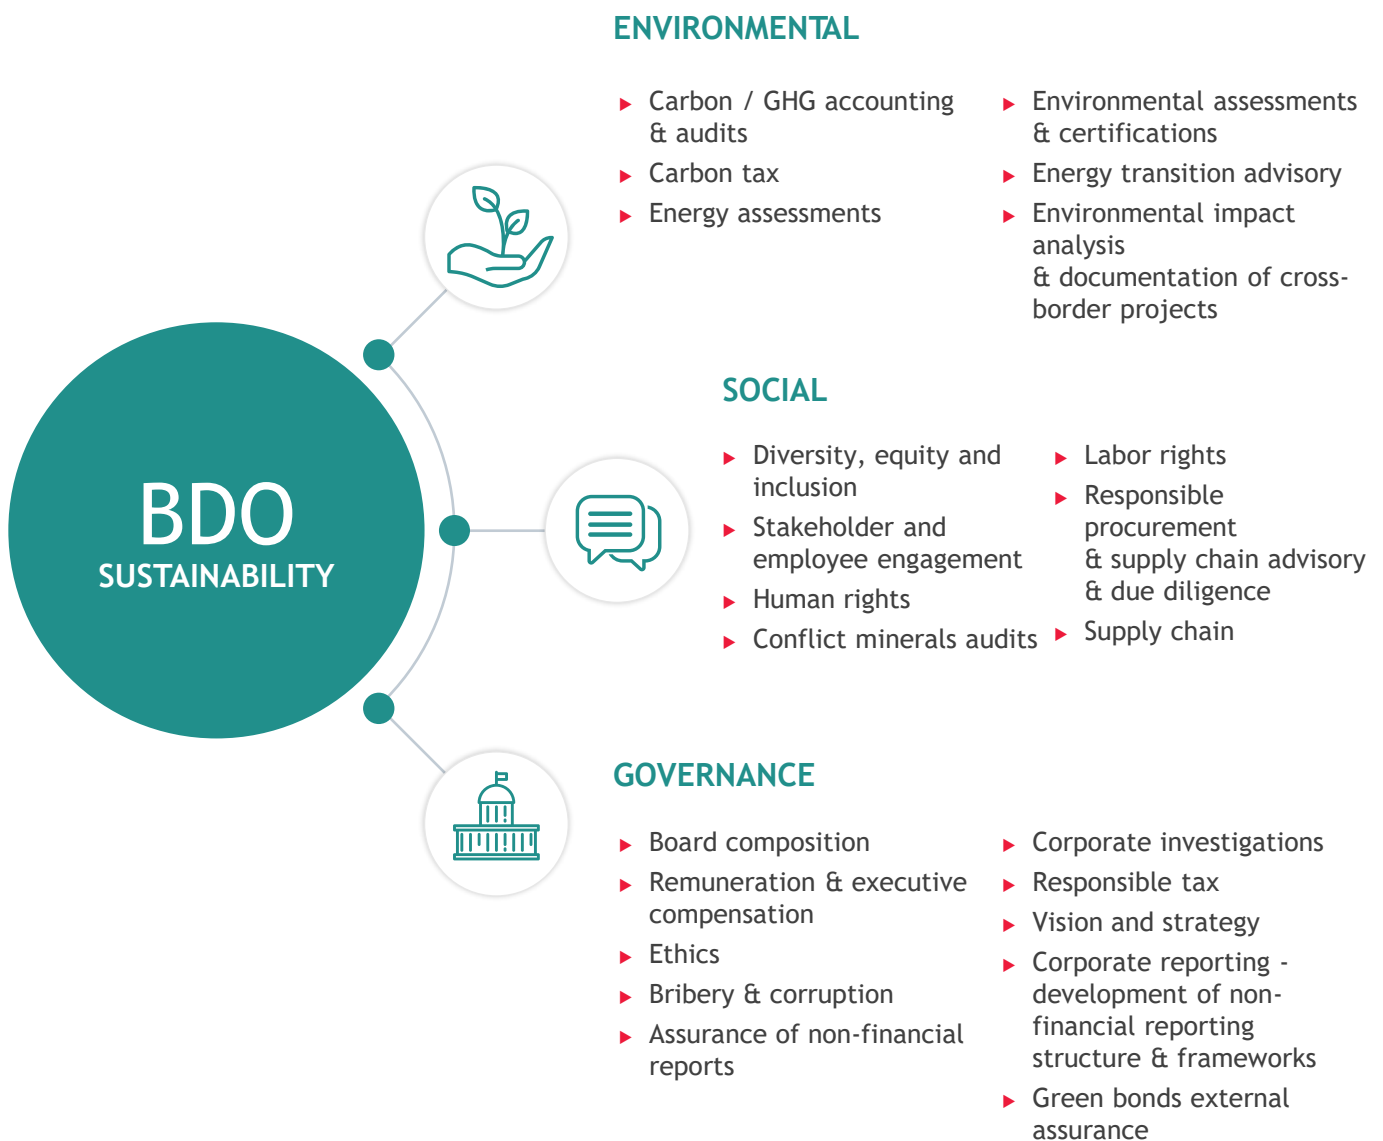 BDO
SUSTAINABILITY
ENVIRONMENTAL
Carbon / GHG accounting
& audits
Carbon tax
Energy assessments
Environmental assessments
& certifications
Energy transition advisory
Environmental impact
analysis
& documentation of cross-
border projects
SOCIAL
Diversity, equity and
inclusion
Stakeholder and
employee engagement
Human rights
Conflict minerals audits
Labor rights
Responsible
procurement
& supply chain advisory
& due diligence
Supply chain
GOVERNANCE
Board composition
Remuneration & executive
compensation
Ethics
Bribery & corruption
Assurance of non-financial
reports
Corporate investigations
Responsible tax
Vision and strategy
Corporate reporting -
development of non-
financial reporting
structure & frameworks
Green bonds external
assurance